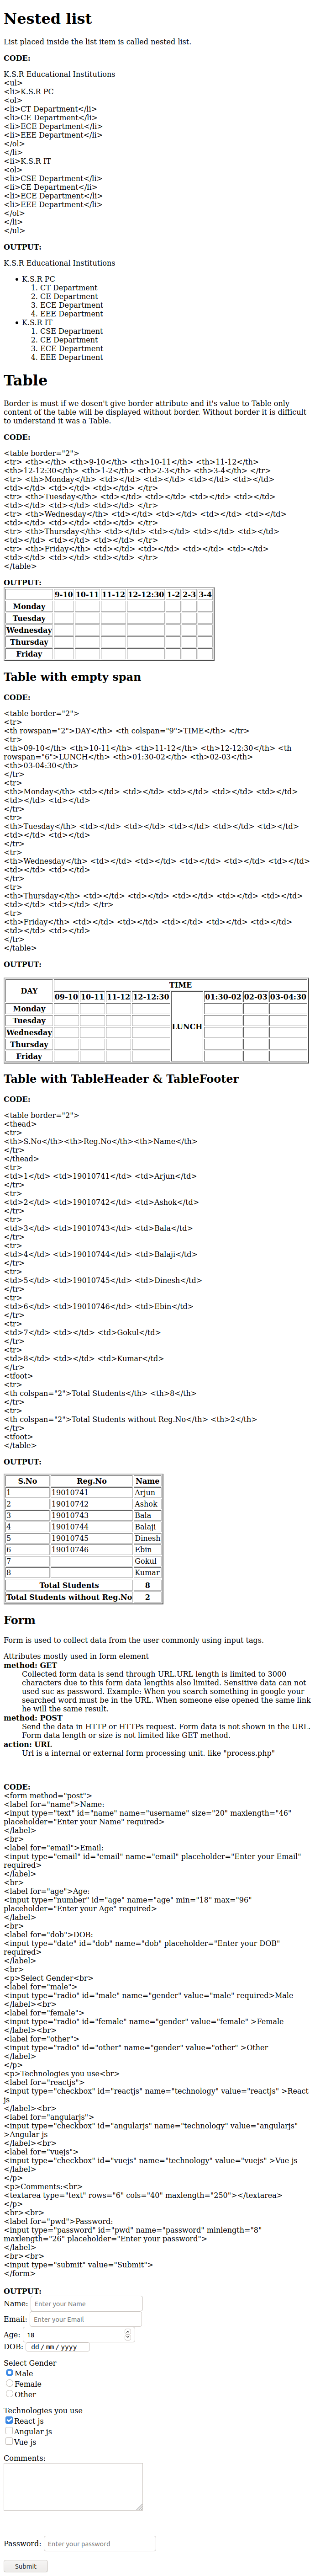 Nested list
List placed inside the list item is called nested list.
CODE:
K.S.R Educational Institutions
<ul>
<li>K.S.R PC
<ol>
<li>CT Department</li>
<li>CE Department</li>
<li>ECE Department</li>
<li>EEE Department</li>
</ol>
</li>
<li>K.S.R IT
<ol>
<li>CSE Department</li>
<li>CE Department</li>
<li>ECE Department</li>
<li>EEE Department</li>
</ol>
</li>
</ul>
OUTPUT:
K.S.R Educational Institutions
• K.S.R PC
1. CT Department
2. CE Department
3. ECE Department
4. EEE Department
• K.S.R IT
1. CSE Department
2. CE Department
3. ECE Department
4. EEE Department
Table
Border is must if we dosen't give border attribute and it's value to Table only
content of the table will be displayed without border. Without border it is difficult
to understand it was a Table.
CODE:
<table border="2">
<tr> <th></th> <th>9-10</th> <th>10-11</th> <th>11-12</th>
<th>12-12:30</th> <th>1-2</th> <th>2-3</th> <th>3-4</th> </tr>
<tr> <th>Monday</th> <td></td> <td></td> <td></td> <td></td>
<td></td> <td></td> <td></td> </tr>
<tr> <th>Tuesday</th> <td></td> <td></td> <td></td> <td></td>
<td></td> <td></td> <td></td> </tr>
<tr> <th>Wednesday</th> <td></td> <td></td> <td></td> <td></td>
<td></td> <td></td> <td></td> </tr>
<tr> <th>Thursday</th> <td></td> <td></td> <td></td> <td></td>
<td></td> <td></td> <td></td> </tr>
<tr> <th>Friday</th> <td></td> <td></td> <td></td> <td></td>
<td></td> <td></td> <td></td> </tr>
</table>
OUTPUT:
9-10 10-11 11-12 12-12:30 1-2 2-3 3-4
Monday
Tuesday
Wednesday
Thursday
Friday
Table with empty span
CODE:
<table border="2">
<tr>
<th rowspan="2">DAY</th> <th colspan="9">TIME</th> </tr>
<tr>
<th>09-10</th> <th>10-11</th> <th>11-12</th> <th>12-12:30</th> <th
rowspan="6">LUNCH</th> <th>01:30-02</th> <th>02-03</th>
<th>03-04:30</th>
</tr>
<tr>
<th>Monday</th> <td></td> <td></td> <td></td> <td></td> <td></td>
<td></td> <td></td>
</tr>
<tr>
<th>Tuesday</th> <td></td> <td></td> <td></td> <td></td> <td></td>
<td></td> <td></td>
</tr>
<tr>
<th>Wednesday</th> <td></td> <td></td> <td></td> <td></td> <td></td>
<td></td> <td></td>
</tr>
<tr>
<th>Thursday</th> <td></td> <td></td> <td></td> <td></td> <td></td>
<td></td> <td></td> </tr>
<tr>
<th>Friday</th> <td></td> <td></td> <td></td> <td></td> <td></td>
<td></td> <td></td>
</tr>
</table>
OUTPUT:
DAY TIME
09-10 10-11 11-12 12-12:30 LUNCH 01:30-02 02-03 03-04:30
Monday
Tuesday
Wednesday
Thursday
Friday
Table with TableHeader & TableFooter
CODE:
<table border="2">
<thead>
<tr>
<th>S.No</th><th>Reg.No</th><th>Name</th>
</tr>
</thead>
<tr>
<td>1</td> <td>19010741</td> <td>Arjun</td>
</tr>
<tr>
<td>2</td> <td>19010742</td> <td>Ashok</td>
</tr>
<tr>
<td>3</td> <td>19010743</td> <td>Bala</td>
</tr>
<tr>
<td>4</td> <td>19010744</td> <td>Balaji</td>
</tr>
<tr>
<td>5</td> <td>19010745</td> <td>Dinesh</td>
</tr>
<tr>
<td>6</td> <td>19010746</td> <td>Ebin</td>
</tr>
<tr>
<td>7</td> <td></td> <td>Gokul</td>
</tr>
<tr>
<td>8</td> <td></td> <td>Kumar</td>
</tr>
<tfoot>
<tr>
<th colspan="2">Total Students</th> <th>8</th>
</tr>
<tr>
<th colspan="2">Total Students without Reg.No</th> <th>2</th>
</tr>
<tfoot>
</table>
OUTPUT:
S.No Reg.No Name
1 19010741 Arjun
2 19010742 Ashok
3 19010743 Bala
4 19010744 Balaji
5 19010745 Dinesh
6 19010746 Ebin
7 Gokul
8 Kumar
Total Students 8
Total Students without Reg.No 2
Form
Form is used to collect data from the user commonly using input tags.
Attributes mostly used in form element
method: GET
Collected form data is send through URL.URL length is limited to 3000
characters due to this form data lengthis also limited. Sensitive data can not
used suc as password. Example: When you search something in google your
searched word must be in the URL. When someone else opened the same link
he will the same result.
method: POST
Send the data in HTTP or HTTPs request. Form data is not shown in the URL.
Form data length or size is not limited like GET method.
action: URL
Url is a internal or external form processing unit. like "process.php"
CODE:
<form method="post">
<label for="name">Name:
<input type="text" id="name" name="username" size="20" maxlength="46"
placeholder="Enter your Name" required>
</label>
<br>
<label for="email">Email:
<input type="email" id="email" name="email" placeholder="Enter your Email"
required>
</label>
<br>
<label for="age">Age:
<input type="number" id="age" name="age" min="18" max="96"
placeholder="Enter your Age" required>
</label>
<br>
<label for="dob">DOB:
<input type="date" id="dob" name="dob" placeholder="Enter your DOB"
required>
</label>
<br>
<p>Select Gender<br>
<label for="male">
<input type="radio" id="male" name="gender" value="male" required>Male
</label><br>
<label for="female">
<input type="radio" id="female" name="gender" value="female" >Female
</label><br>
<label for="other">
<input type="radio" id="other" name="gender" value="other" >Other
</label>
</p>
<p>Technologies you use<br>
<label for="reactjs">
<input type="checkbox" id="reactjs" name="technology" value="reactjs" >React
js
</label><br>
<label for="angularjs">
<input type="checkbox" id="angularjs" name="technology" value="angularjs"
>Angular js
</label><br>
<label for="vuejs">
<input type="checkbox" id="vuejs" name="technology" value="vuejs" >Vue js
</label>
</p>
<p>Comments:<br>
<textarea type="text" rows="6" cols="40" maxlength="250"></textarea>
</p>
<br><br>
<label for="pwd">Password:
<input type="password" id="pwd" name="password" minlength="8"
maxlength="26" placeholder="Enter your password">
</label>
<br><br>
<input type="submit" value="Submit">
</form>
OUTPUT:
Name: Enter your Name
Email: Enter your Email
Age: 18
DOB: dd/mm/yyyy
Select Gender
Male
Female
Other
Technologies you use
React js
Angular js
Vue js
Comments:
Password: Enter your password
Submit